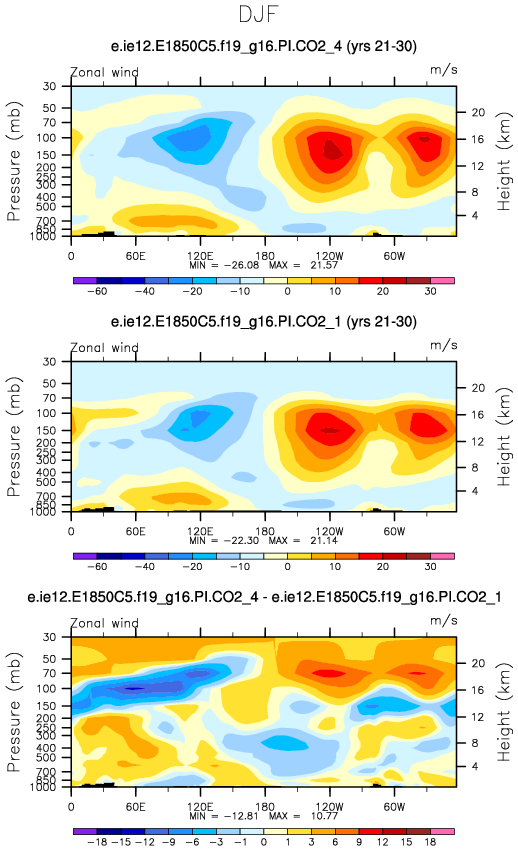 DJF
e.ie12.E1850C5.f19_g16.PI.CO2_4 (yrs 21-30)
Zonal wind m/s
Pressure (mb)
30
50
70
100
150
200
250
300
400
500
700
850
1000
20
16
12
8
4
Height (km)
0 60E 120E 180 120W 60W
MIN = -26.08 MAX = 21.57
-60 -40 -20 -10 0 10 15 20 30
e.ie12.E1850C5.f19_g16.PI.CO2_1 (yrs 21-30)
Zonal wind m/s
Pressure (mb)
30
50
70
100
150
200
250
300
400
500
700
850
1000
20
16
12
8
4
Height (km)
0 60E 120E 180 120W 60W
MIN = -22.30 MAX = 21.14
-60 -40 -20 -10 0 10 15 20 30
e.ie12.E1850C5.f19_g16.PI.CO2_4 - e.ie12.E1850C5.f19_g16.PI.CO2_1
Zonal wind m/s
Pressure (mb)
30
50
70
100
150
200
250
300
400
500
700
850
1000
20
16
12
8
4
Height (km)
0 60E 120E 180 120W 60W
MIN = -12.81 MAX = 10.77
-18 -15 -12 -9 -6 -3 -1 0 1 3 6 9 12 15 18